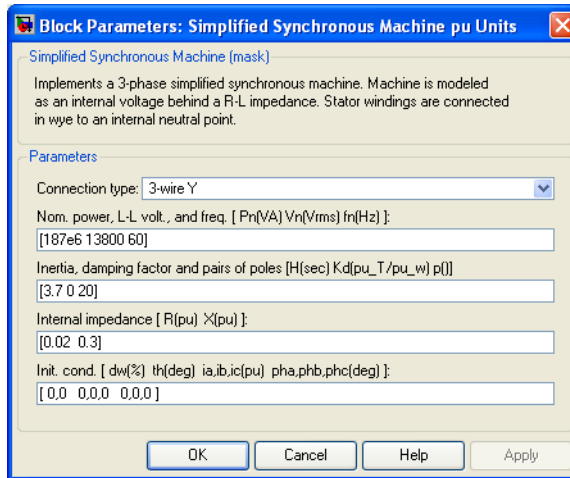 Block Parameters: Simplified Synchronous Machine pu Units
Simplified Synchronous Machine (mask)
Implements a 3-phase simplified synchronous machine. Machine is modeled
as an internal voltage behind a R-L impedance. Stator windings are connected
in wye to an internal neutral point.
Parameters
Connection type: 3-wire Y
Nom. power, L-L volt., and freq. [ Pn(VA) Vn(Vrms) fn(Hz) ]:
[187e6 13800 60]
Inertia, damping factor and pairs of poles [H(sec) Kd(pu_T/pu_w) p()]
[3.7 0 20]
Internal impedance [ R(pu) X(pu) ]:
[0.02 0.3]
Init. cond. [ dw(%) th(deg) ia,ib,ic(pu) pha,phb,phc(deg) ]:
[ 0,0 0,0,0 0,0,0 ]
OK Cancel Help Apply